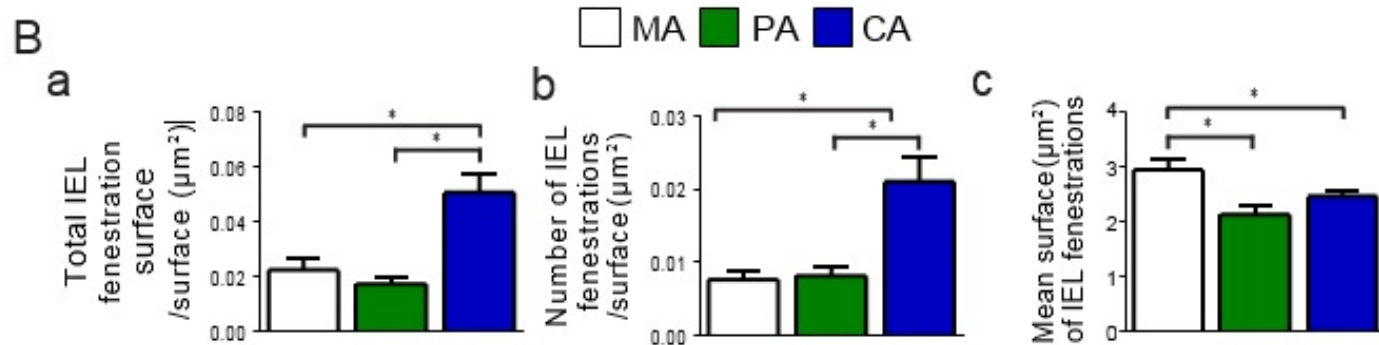 MA PA CA
B
a
Total IEL
fenestration
surface
/surface (µm²)|
0.08
0.06
0.04
0.02
0.00
*
*
b
Number of IEL
fenestrations
/surface (µm²)
0.03
0.02
0.01
0.00
*
*
c
Mean surface(µm²)
of IEL fenestrations
4
3
2
1
0
*
*